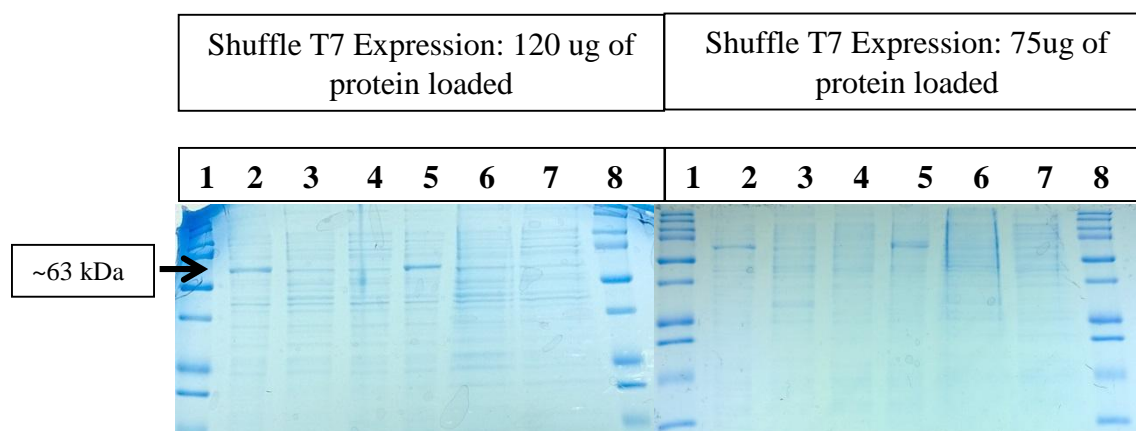 Shuffle T7 Expression: 120 ug of
protein loaded
Shuffle T7 Expression: 75ug of
protein loaded
1 2 3 4 5 6 7 8
1 2 3 4 5 6 7 8
~63 kDa